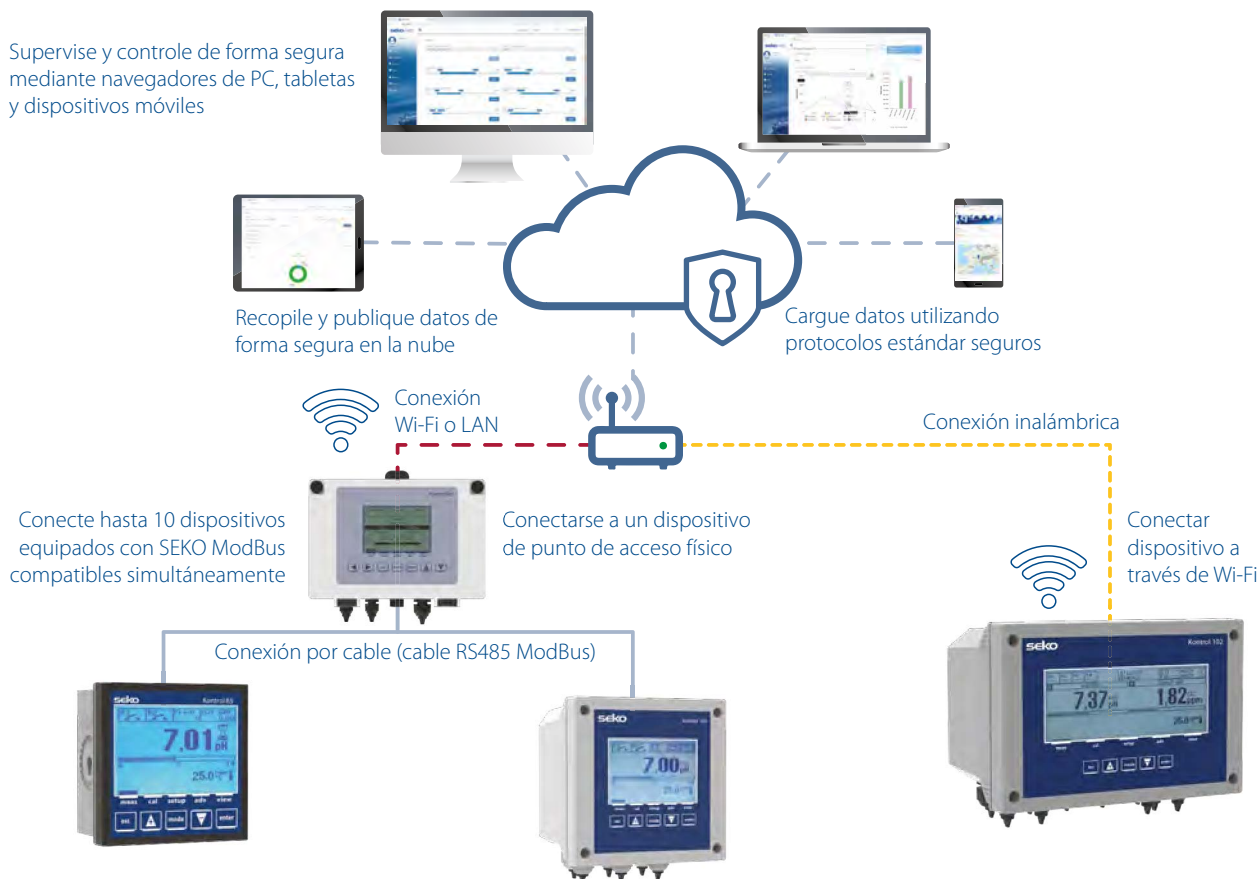 Supervise y controle de forma segura
mediante navegadores de PC, tabletas
y dispositivos móviles
Recopile y publique datos de
forma segura en la nube
Cargue datos utilizando
protocolos estándar seguros
Conexión
Wi-Fi o LAN
Conexión inalámbrica
Conecte hasta 10 dispositivos
equipados con SEKO ModBus
compatibles simultáneamente
Conectarse a un dispositivo
de punto de acceso físico
Conectar
dispositivo a
través de Wi-Fi
Conexión por cable (cable RS485 ModBus)
seko
7,01 pH
25.0
meas cal setup adv view
esc mode enter
seko
7,00 pH
seko Kontrol 102
7,37 pH 1,82 ppm
25.0